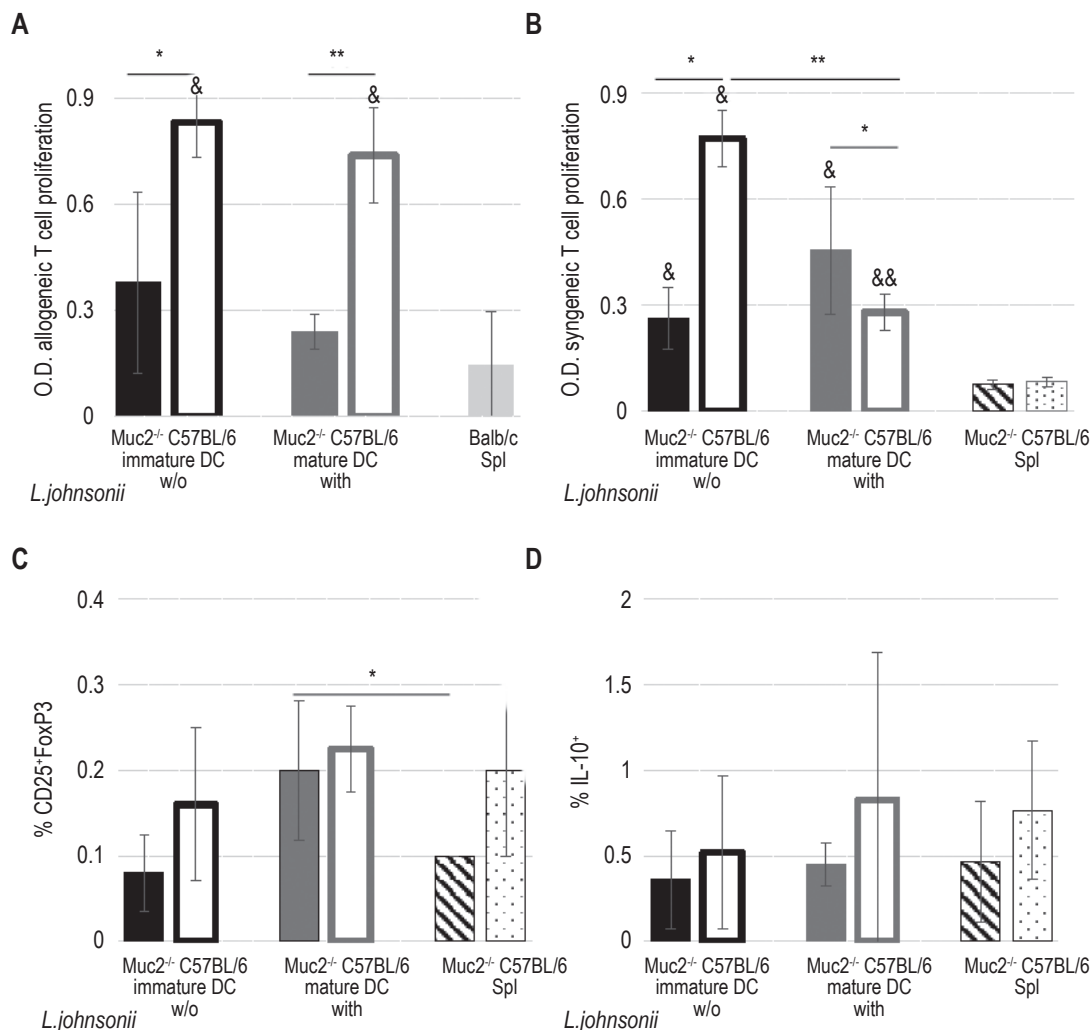 A
*
**
&
&
O.D. allogeneic T cell proliferation
0.9
0.6
0.3
0
Muc2-/- C57BL/6
immature DC
w/o
Muc2-/- C57BL/6
mature DC
with
Balb/c
Spl
L.johnsonii
B
*
**
*
&
&
&
&&
O.D. syngeneic T cell proliferation
0.9
0.6
0.3
0
Muc2-/- C57BL/6
immature DC
w/o
Muc2-/- C57BL/6
mature DC
with
Muc2-/- C57BL/6
Spl
L.johnsonii
C
*
% CD25+FoxP3
0.4
0.3
0.2
0.1
0
Muc2-/- C57BL/6
immature DC
w/o
Muc2-/- C57BL/6
mature DC
with
Muc2-/- C57BL/6
Spl
L.johnsonii
D
% IL-10+
2
1.5
1
0.5
0
Muc2-/- C57BL/6
immature DC
w/o
Muc2-/- C57BL/6
mature DC
with
Muc2-/- C57BL/6
Spl
L.johnsonii